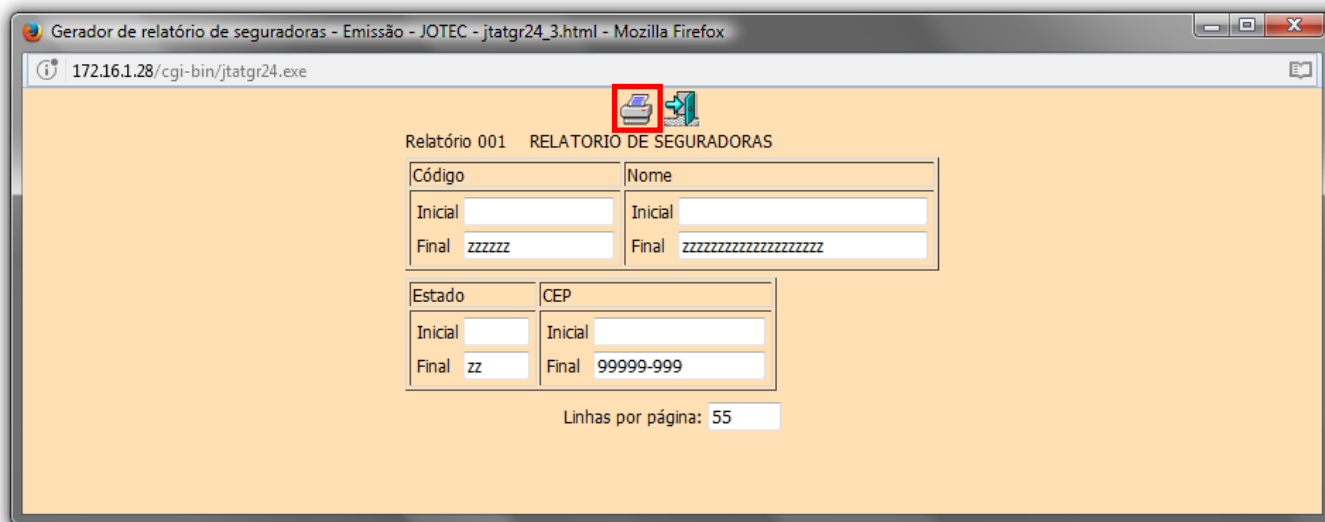 Gerador de relatório de seguradoras - Emissão - JOTEC - jtatgr24_3.html - Mozilla Firefox
172.16.1.28/cgi-bin/jtatgr24.exe
Relatório 001 RELATORIO DE SEGURADORAS
Código Nome
Inicial Inicial
Final zzzzzz Final zzzzzzzzzzzzzzzzzzzz
Estado CEP
Inicial Inicial
Final zz Final 99999-999
Linhas por página: 55